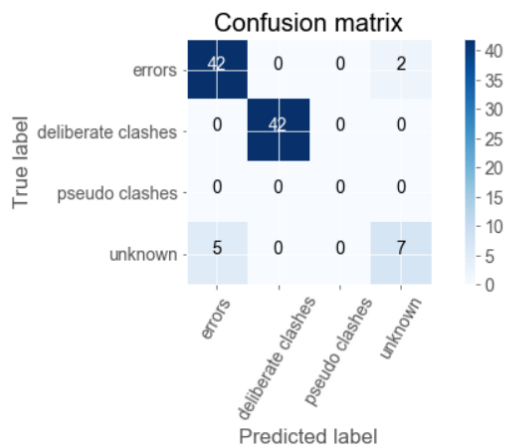 Confusion matrix
True label
errors 42 0 0 2
deliberate clashes 0 42 0 0
pseudo clashes 0 0 0 0
unknown 5 0 0 7
errors
deliberate clashes
pseudo clashes
unknown
Predicted label
40
35
30
25
20
15
10
5
0